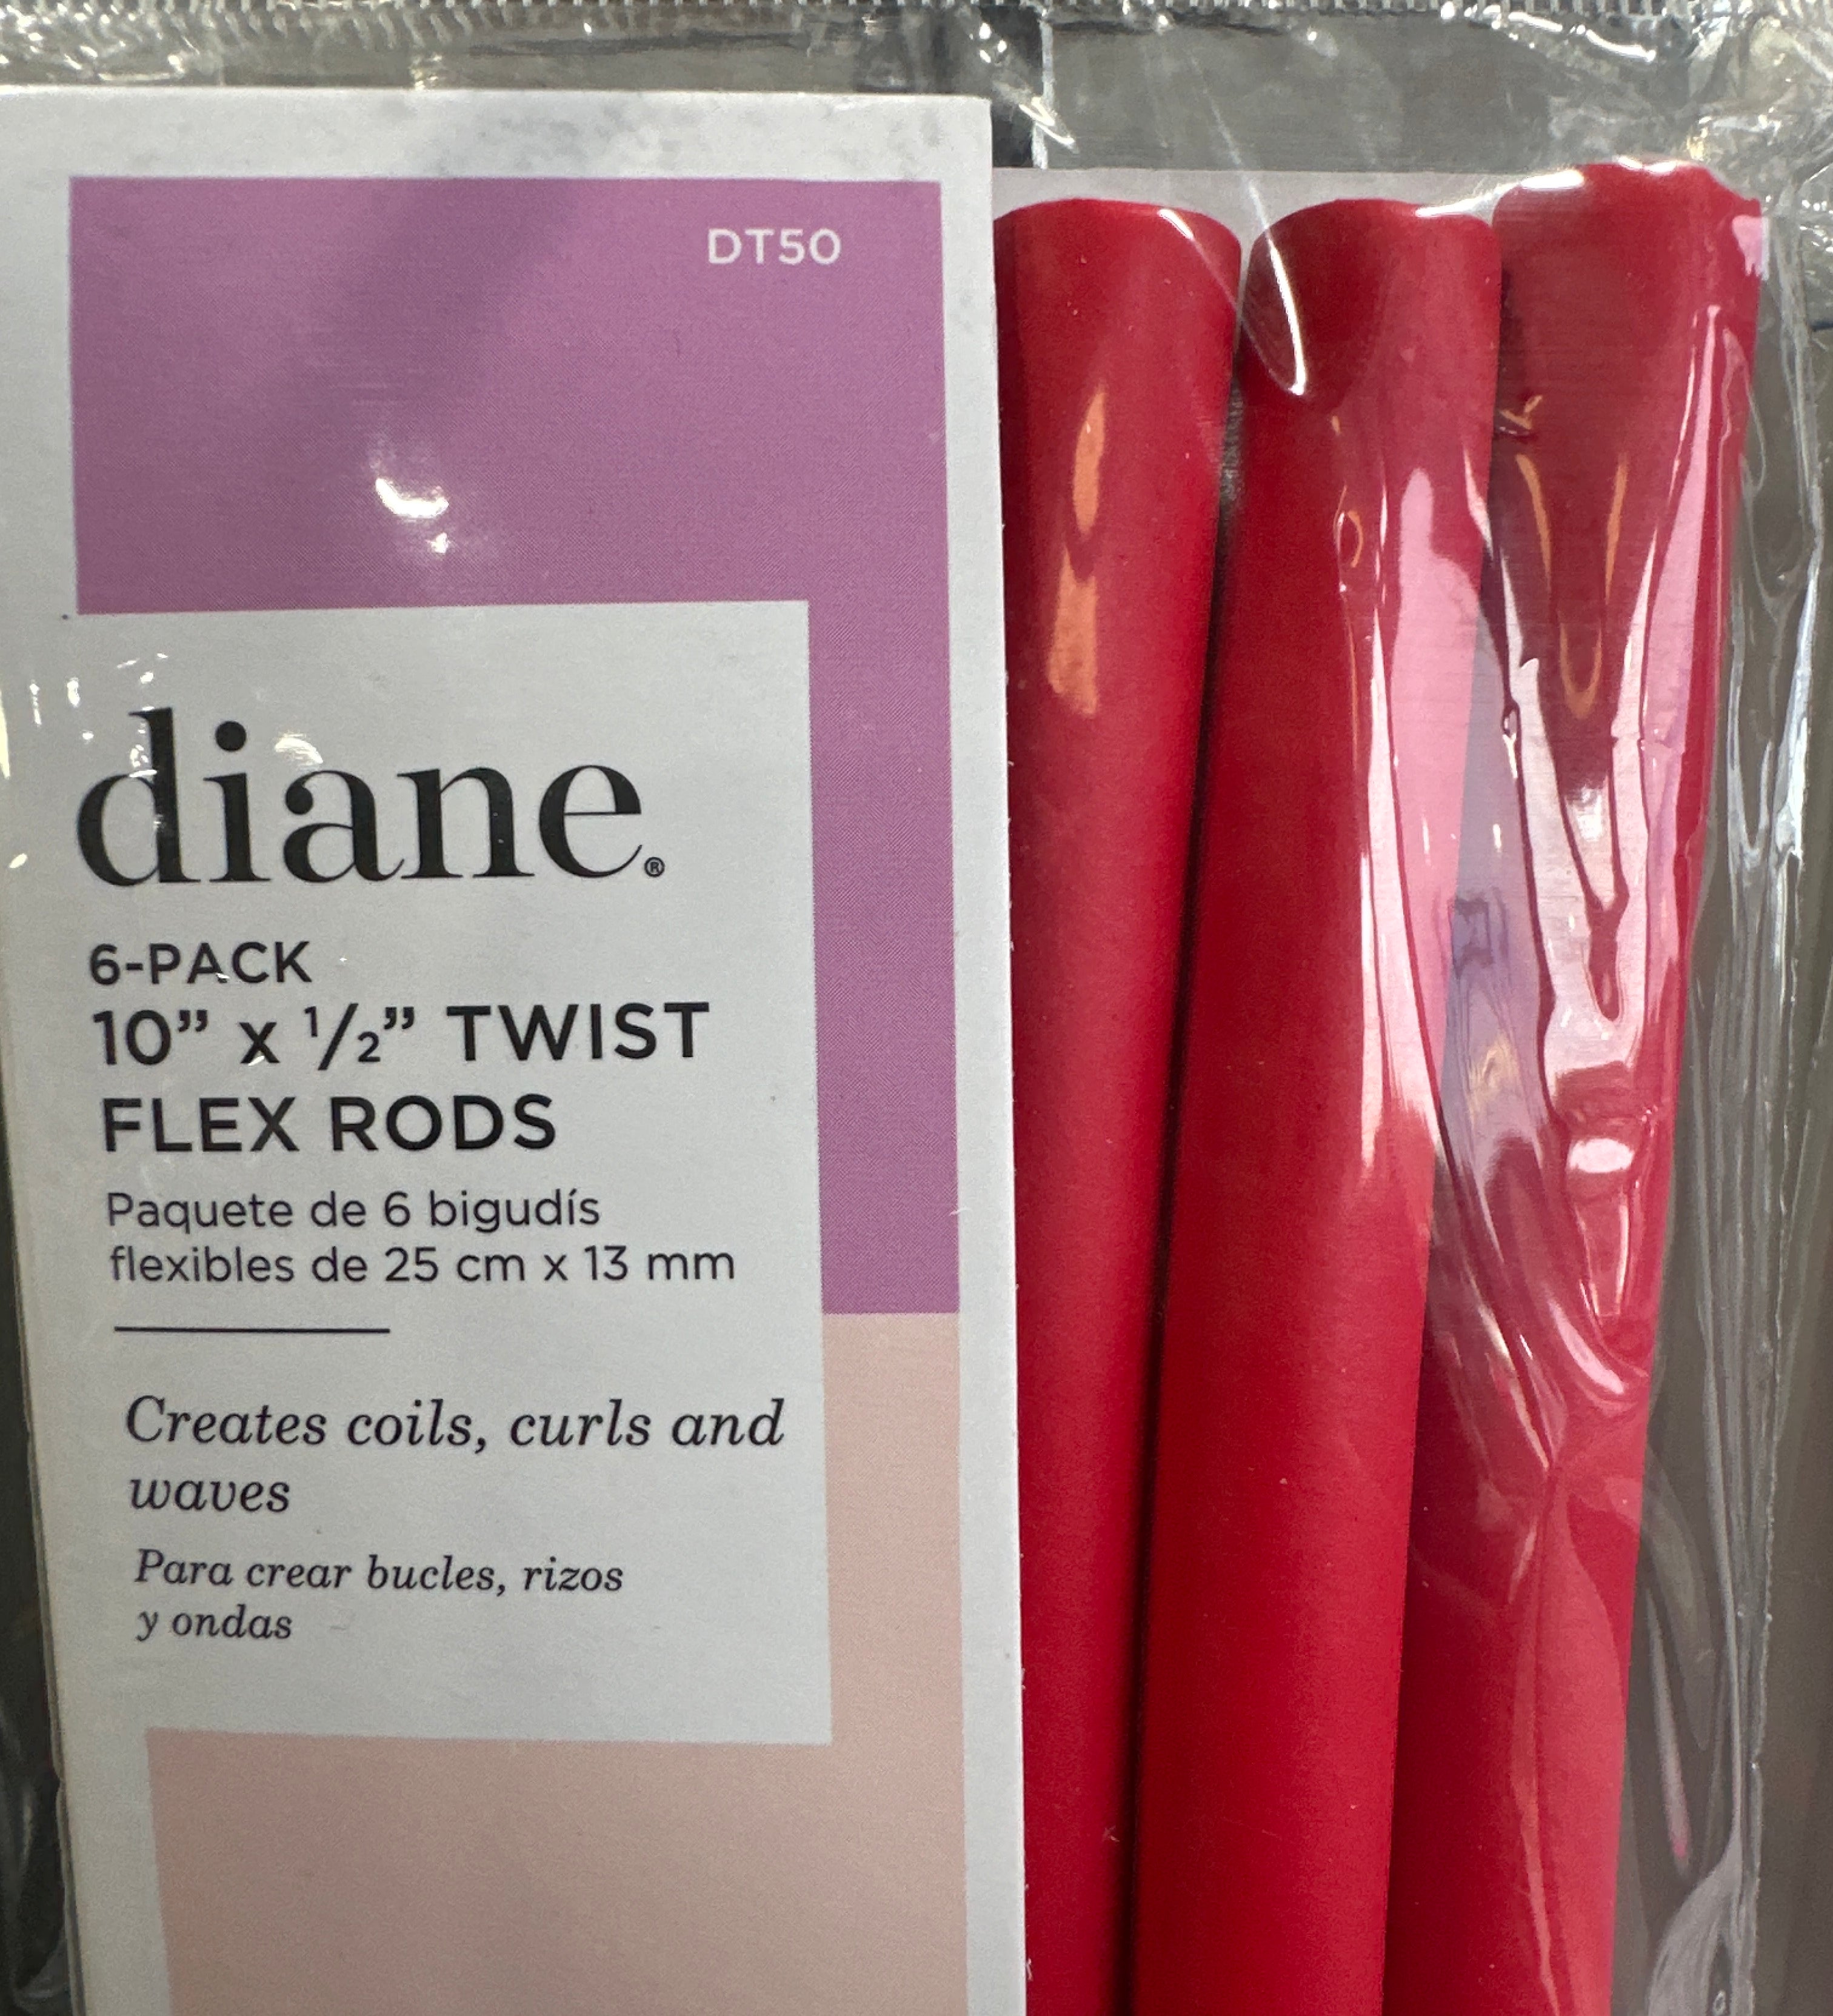 DT50
diane®
6-PACK
10” x 1/2” TWIST
FLEX RODS
Paquete de 6 bigudís
flexibles de 25 cm x 13 mm
Creates coils, curls and
waves
Para crear bucles, rizos
y ondas